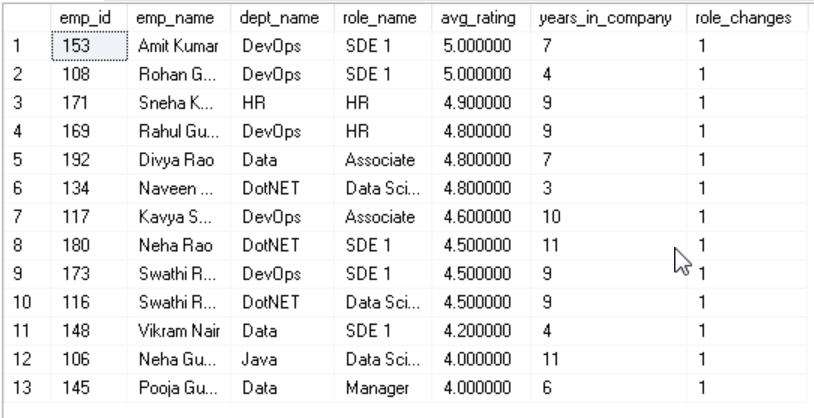 emp_id emp_name dept_name role_name avg_rating years_in_company role_changes
1 153 Amit Kumar DevOps SDE 1 5.000000 7 1
2 108 Rohan G... DevOps SDE 1 5.000000 4 1
3 171 Sneha K... HR HR 4.900000 9 1
4 169 Rahul Gu... DevOps HR 4.800000 9 1
5 192 Divya Rao Data Associate 4.800000 7 1
6 134 Naveen ... DotNET Data Sci... 4.800000 3 1
7 117 Kavya S... DevOps Associate 4.600000 10 1
8 180 Neha Rao DotNET SDE 1 4.500000 11 1
9 173 Swathi R... DevOps SDE 1 4.500000 9 1
10 116 Swathi R... DotNET Data Sci... 4.500000 9 1
11 148 Vikram Nair Data SDE 1 4.200000 4 1
12 106 Neha Gu... Java Data Sci... 4.000000 11 1
13 145 Pooja Gu... Data Manager 4.000000 6 1